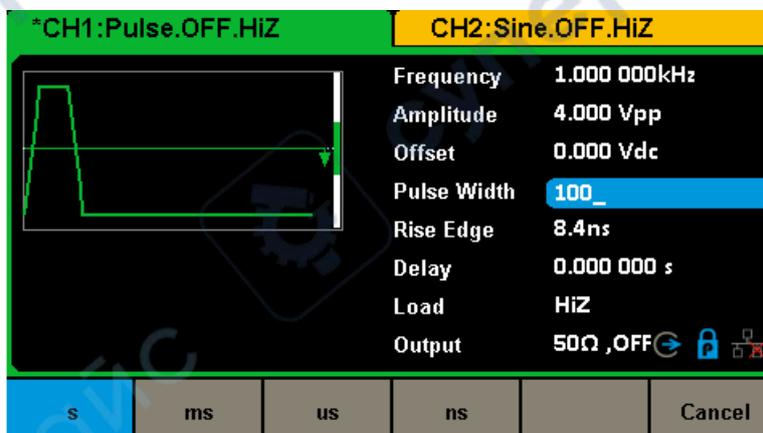 *CH1:Pulse.OFF.HiZ CH2:Sine.OFF.HiZ
Frequency 1.000 000kHz
Amplitude 4.000 Vpp
Offset 0.000 Vdc
Pulse Width 100_
Rise Edge 8.4ns
Delay 0.000 000 s
Load HiZ
Output 50Ω ,OFF
s ms us ns Cancel